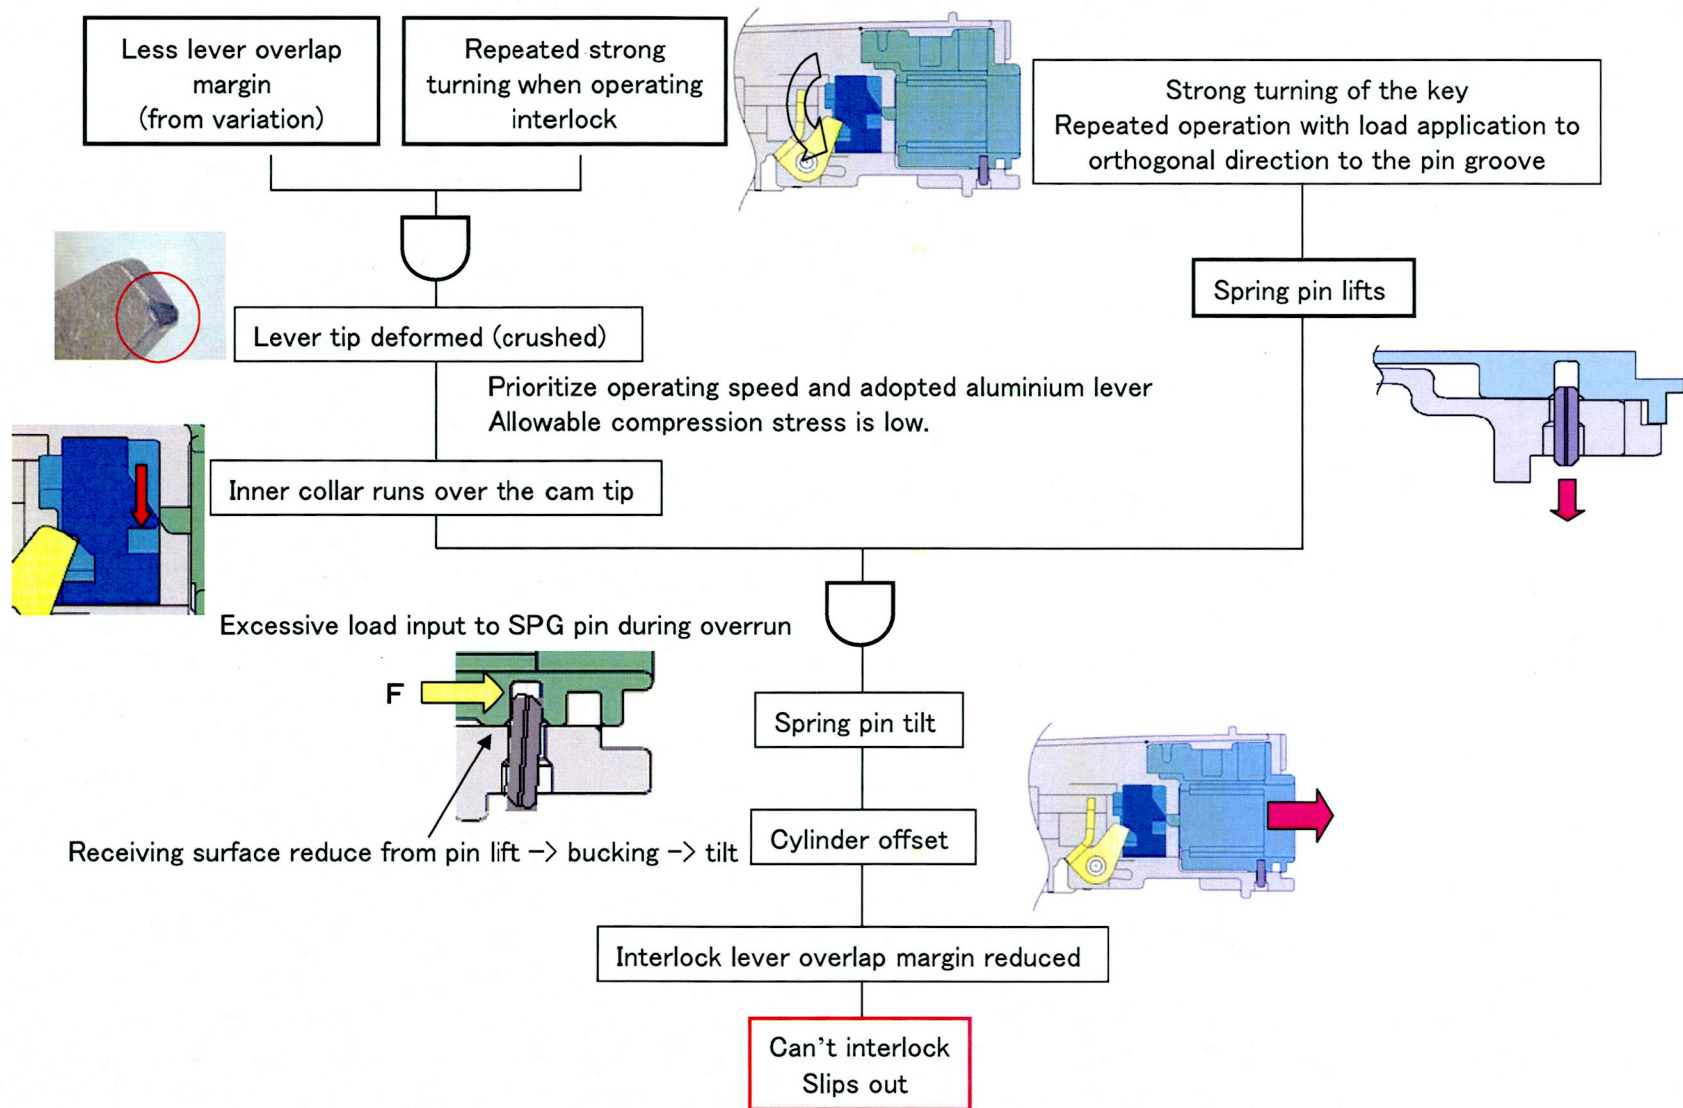 Less lever overlap
margin
(from variation)
Repeated strong
turning when operating
interlock
Strong turning of the key
Repeated operation with load application to
orthogonal direction to the pin groove
Spring pin lifts
Lever tip deformed (crushed)
Prioritize operating speed and adopted aluminium lever
Allowable compression stress is low.
Inner collar runs over the cam tip
Excessive load input to SPG pin during overrun
F
Spring pin tilt
Receiving surface reduce from pin lift -> bucking -> tilt
Cylinder offset
Interlock lever overlap margin reduced
Can't interlock
Slips out